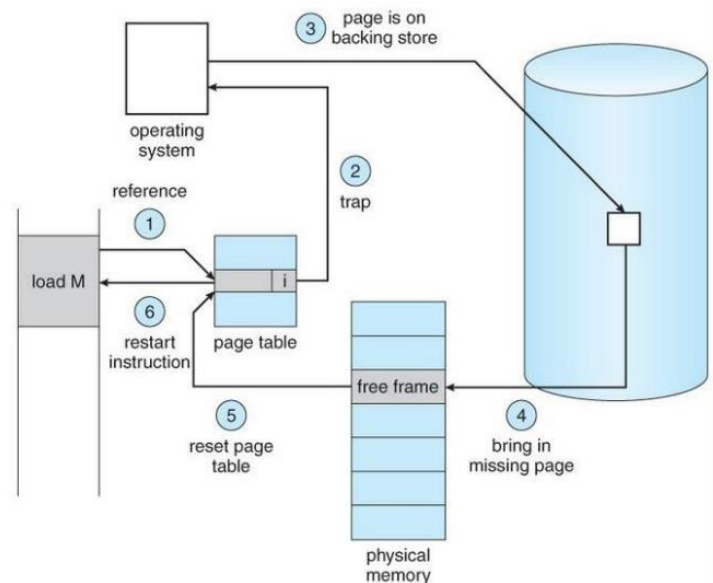 3
page is on
backing store
operating
system
2
trap
reference
1
load M
i
6
restart
instruction
page table
free frame
5
reset page
table
4
bring in
missing page
physical
memory